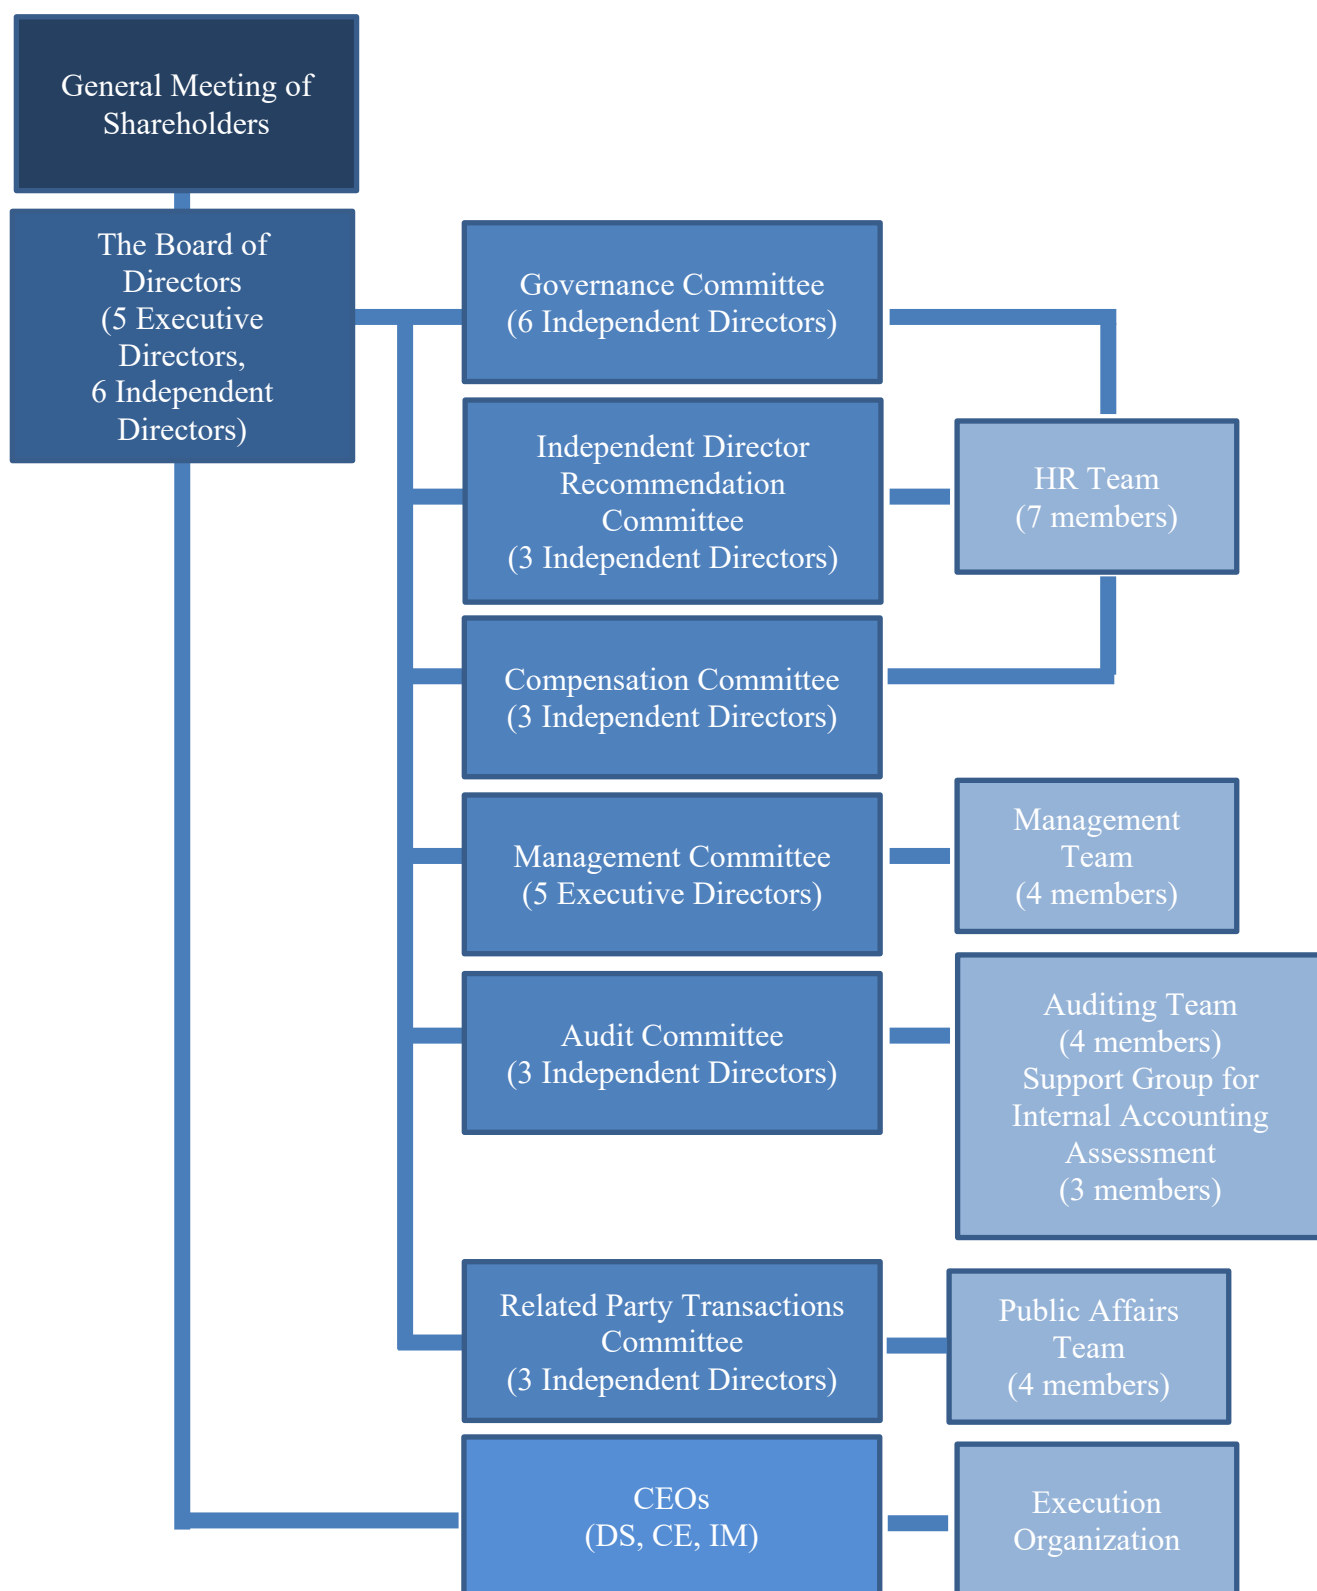 General Meeting of
Shareholders
The Board of
Directors
(5 Executive
Directors,
6 Independent
Directors)
Governance Committee
(6 Independent Directors)
Independent Director
Recommendation
Committee
(3 Independent Directors)
HR Team
(7 members)
Compensation Committee
(3 Independent Directors)
Management Committee
(5 Executive Directors)
Management
Team
(4 members)
Audit Committee
(3 Independent Directors)
Auditing Team
(4 members)
Support Group for
Internal Accounting
Assessment
(3 members)
Related Party Transactions
Committee
(3 Independent Directors)
Public Affairs
Team
(4 members)
CEOs
(DS, CE, IM)
Execution
Organization